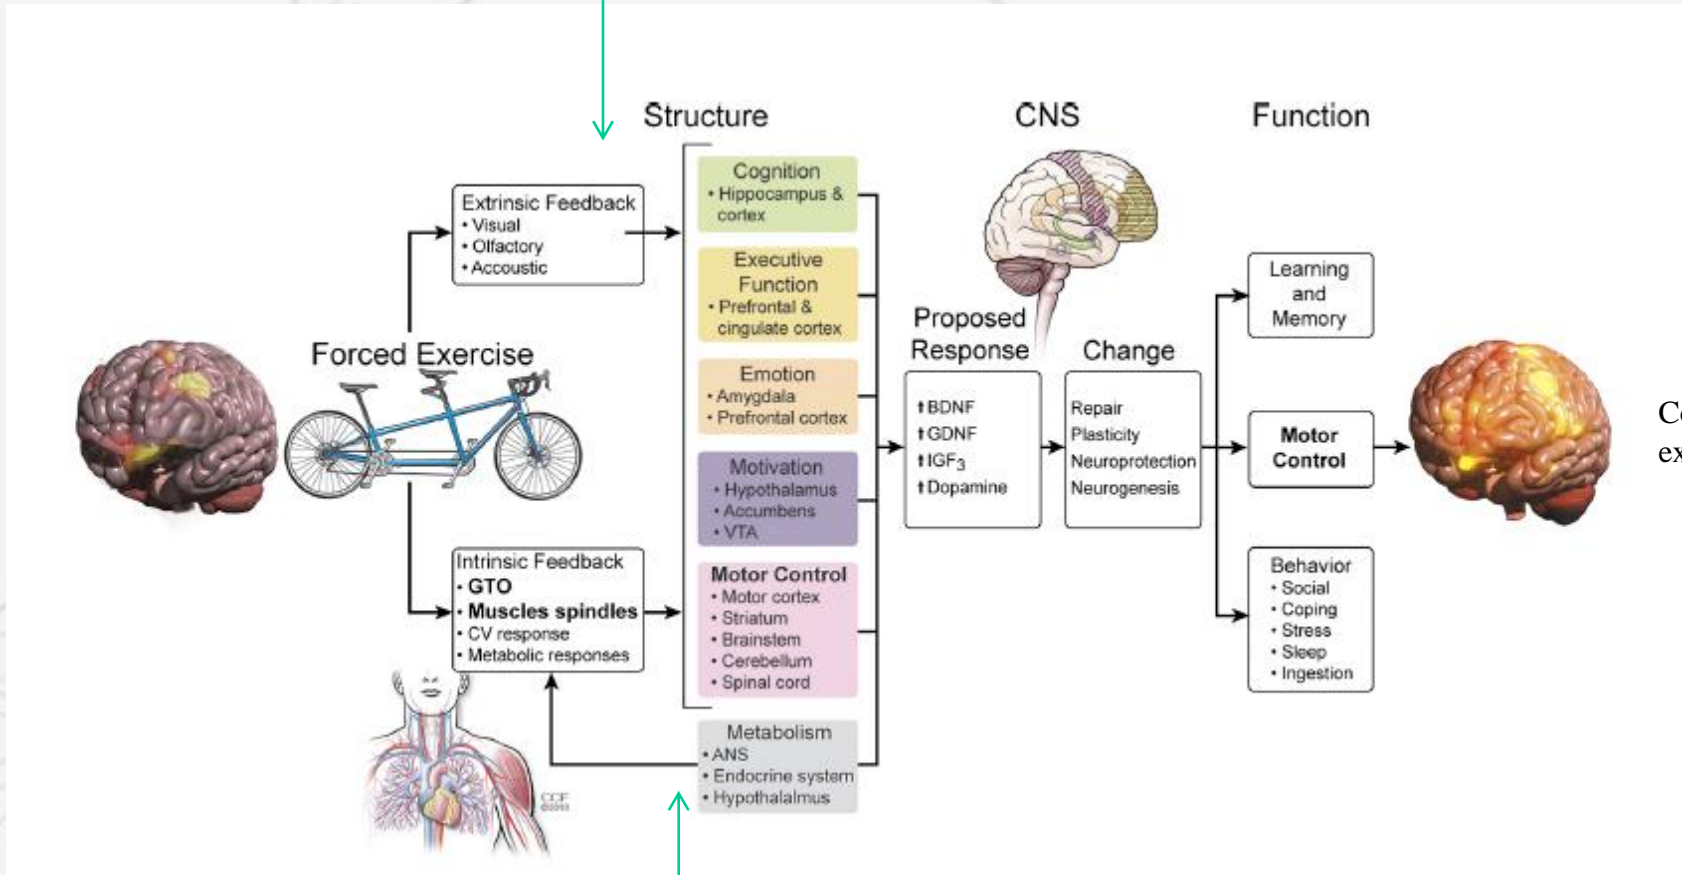 Structure
CNS
Function
Forced Exercise
Extrinsic Feedback
• Visual
• Olfactory
• Accoustic
Intrinsic Feedback
• GTO
• Muscles spindles
• CV response
• Metabolic responses
CCF
©2010
Cognition
• Hippocampus &
cortex
Executive
Function
• Prefrontal &
cingulate cortex
Emotion
• Amygdala
• Prefrontal cortex
Motivation
• Hypothalamus
• Accumbens
• VTA
Motor Control
• Motor cortex
• Striatum
• Brainstem
• Cerebellum
• Spinal cord
Metabolism
• ANS
• Endocrine system
• Hypothalalmus
Proposed
Response
⬆BDNF
⬆GDNF
⬆IGF₃
⬆Dopamine
Change
Repair
Plasticity
Neuroprotection
Neurogenesis
Learning
and
Memory
Motor
Control
Behavior
• Social
• Coping
• Stress
• Sleep
• Ingestion